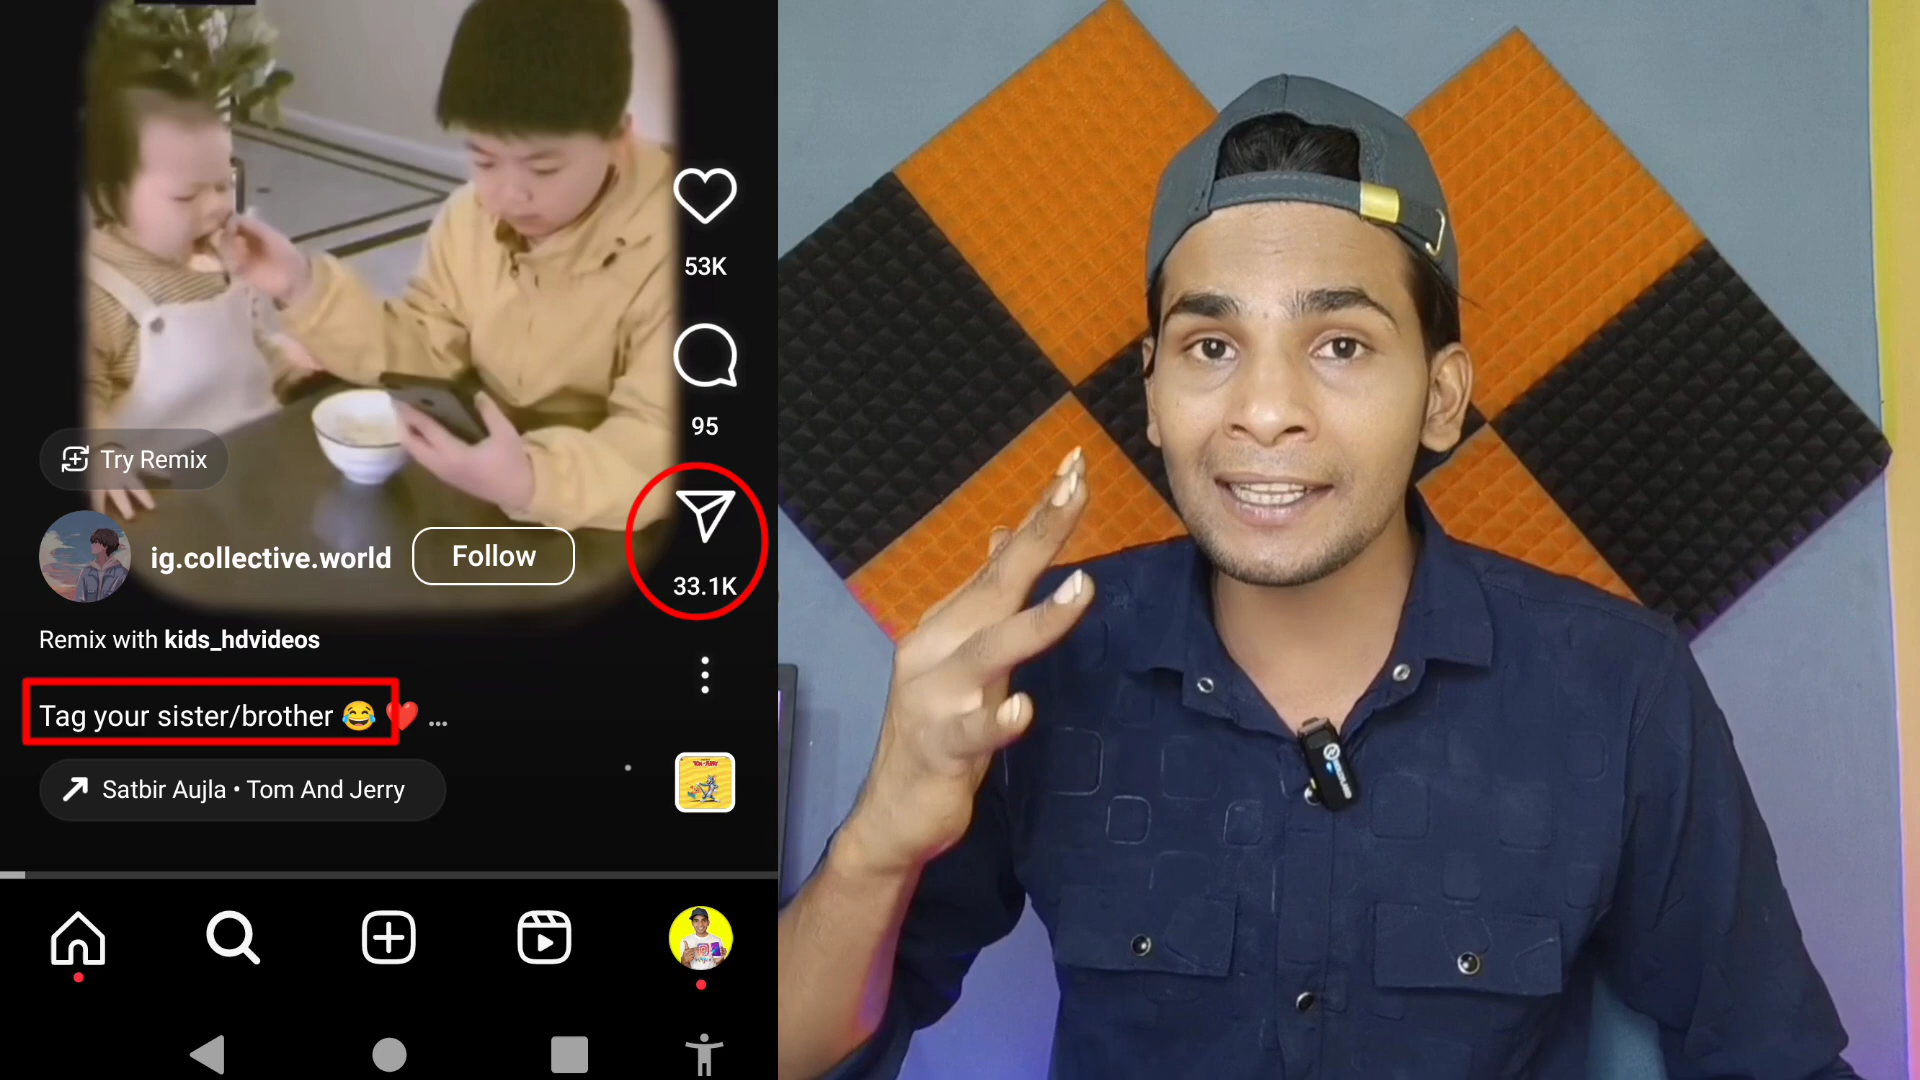 53K
95
Try Remix
ig.collective.world
Follow
33.1K
Remix with kids_hdvideos
Tag your sister/brother 😂 ❤️ ...
Satbir Aujla • Tom And Jerry